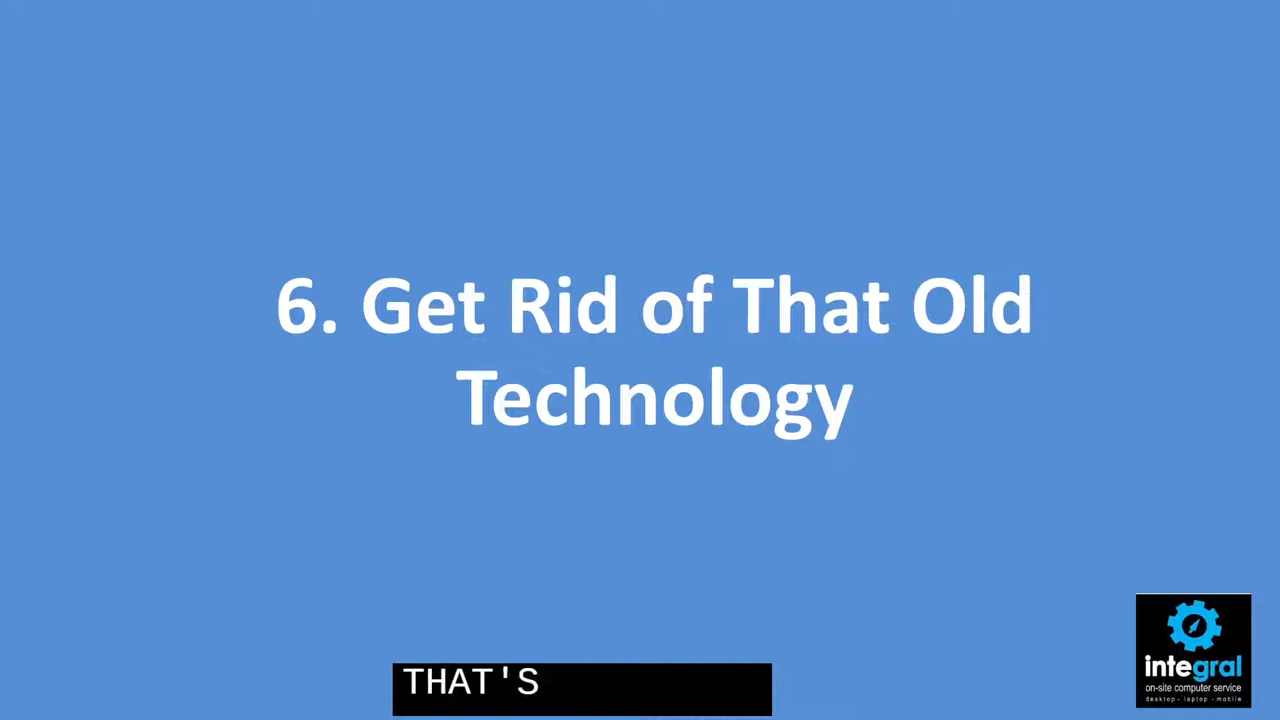 6. Get Rid of That Old
Technology
THAT'S
integral
on-site computer service
desktop - laptop - mobile